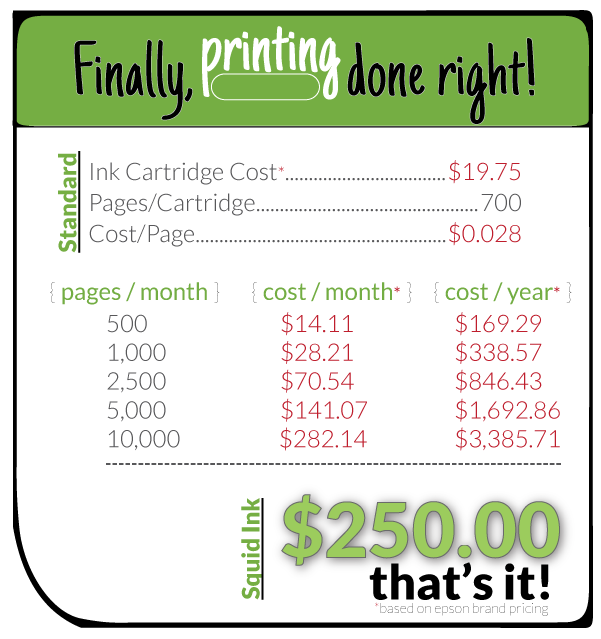 Finally, printing done right!
Standard
Ink Cartridge Cost*................................$19.75
Pages/Cartridge.............................................700
Cost/Page..................................................$0.028
{ pages / month } { cost / month* } { cost / year* }
500 $14.11 $169.29
1,000 $28.21 $338.57
2,500 $70.54 $846.43
5,000 $141.07 $1,692.86
10,000 $282.14 $3,385.71
Squid Ink
$250.00
that's it!
*based on epson brand pricing